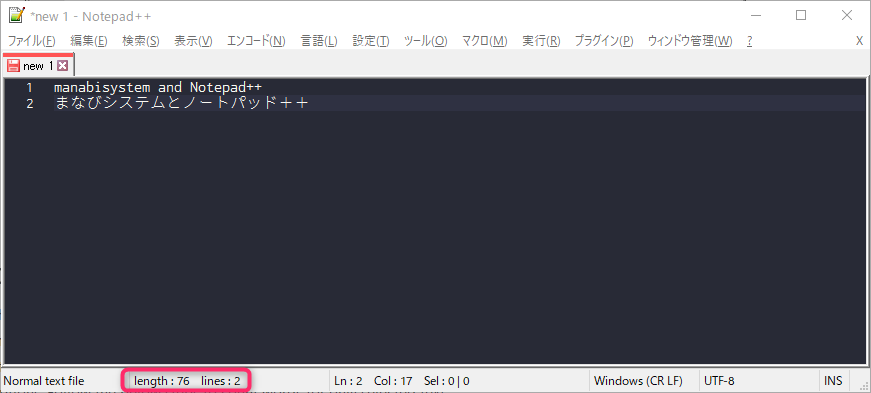 *new 1 - Notepad++
ファイル(F) 編集(E) 検索(S) 表示(V) エンコード(N) 言語(L) 設定(T) ツール(O) マクロ(M) 実行(R) プラグイン(P) ウィンドウ管理(W) ? X
new 1
1 manabisystem and Notepad++
2 まなびシステムとノートパッド＋＋
Normal text file length : 76 lines : 2 Ln : 2 Col : 17 Sel : 0 | 0 Windows (CR LF) UTF-8 INS